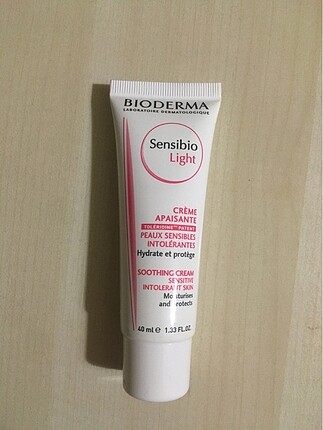 BIODERMA
LABORATOIRE DERMATOLOGIQUE
Sensibio
Light
CRÈME
APAISANTE
TOLERIDINE™ PATENT
PEAUX SENSIBLES
INTOLÉRANTES
Hydrate et protège
SOOTHING CREAM
SENSITIVE
INTOLERANT SKIN
Moisturises
and protects
40 ml e 1.33 FL.OZ.